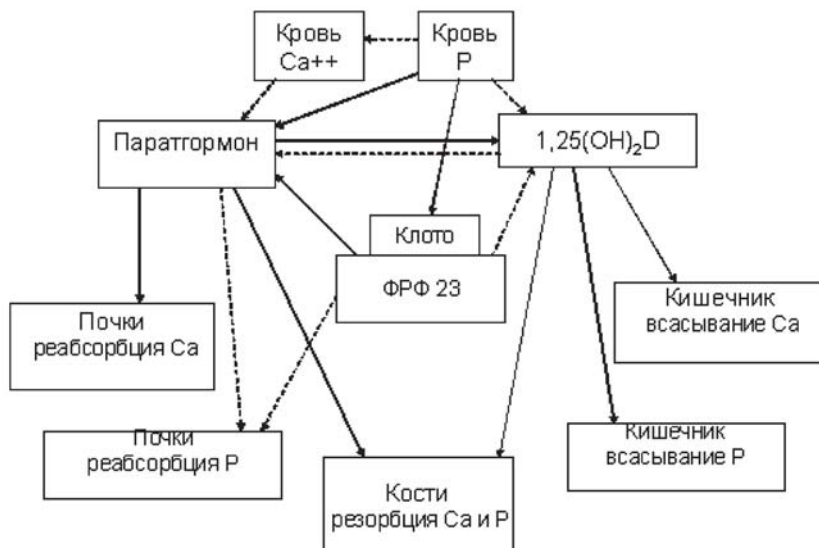 Кровь
Ca++
Кровь
P
Паратгормон
1,25(OH)₂D
Клото
ФРФ 23
Почки
реабсорбция Ca
Кишечник
всасывание Ca
Почки
реабсорбция P
Кишечник
всасывание P
Кости
резорбция Ca и P